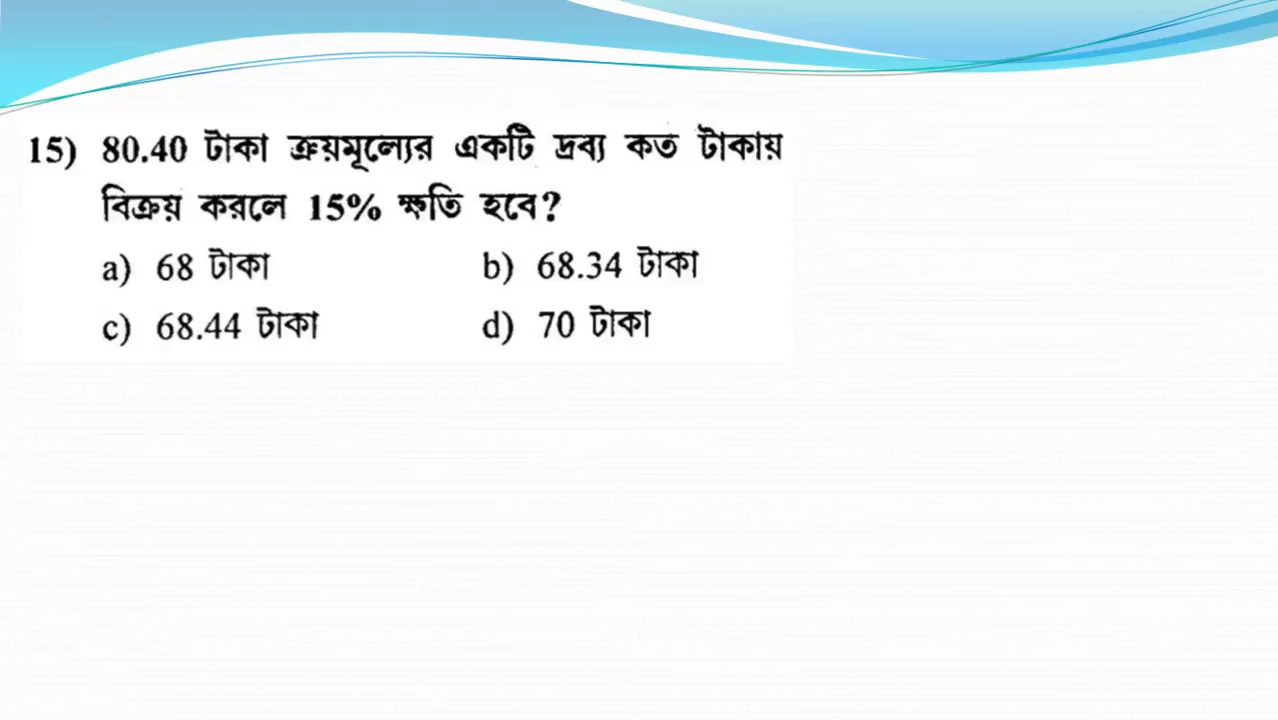 15) 80.40 টাকা ক্রয়মূল্যের একটি দ্রব্য কত টাকায়
বিক্রয় করলে 15% ক্ষতি হবে?
a) 68 টাকা b) 68.34 টাকা
c) 68.44 টাকা d) 70 টাকা